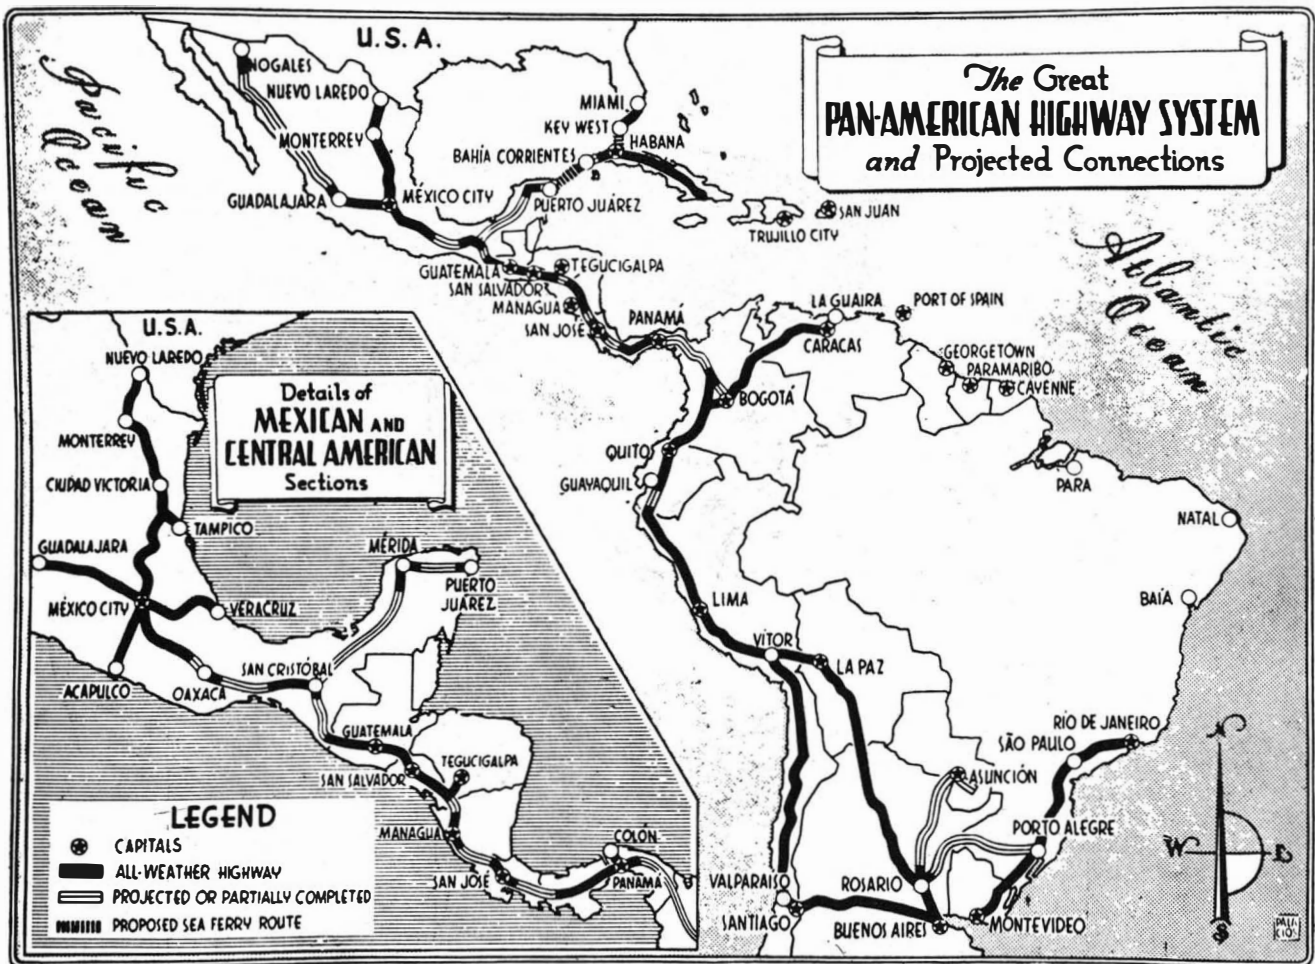 The Great
PAN-AMERICAN HIGHWAY SYSTEM
and Projected Connections
Pacific
Ocean
Atlantic
Ocean
U.S.A.
NOGALES
NUEVO LAREDO
MONTERREY
GUADALAJARA
MÉXICO CITY
MIAMI
KEY WEST
HABANA
BAHÍA CORRIENTES
PUERTO JUÁREZ
SAN JUAN
TRUJILLO CITY
GUATEMALA
TEGUCIGALPA
SAN SALVADOR
MANAGUA
SAN JOSÉ
PANAMÁ
LA GUAIRA
PORT OF SPAIN
CARACAS
GEORGETOWN
PARAMARIBO
CAYENNE
BOGOTÁ
QUITO
GUAYAQUIL
PARA
NATAL
BAÍA
LIMA
VÍTOR
LA PAZ
RÍO DE JANEIRO
SÃO PAULO
ASUNCIÓN
PORTO ALEGRE
VALPARAISO
ROSARIO
SANTIAGO
BUENOS AIRES
MONTEVIDEO
N
W
E
S
PALA
CIOS
U.S.A.
Details of
MEXICAN AND
CENTRAL AMERICAN
Sections
NUEVO LAREDO
MONTERREY
CIUDAD VICTORIA
TAMPICO
GUADALAJARA
MÉXICO CITY
VERACRUZ
MÉRIDA
PUERTO
JUÁREZ
ACAPULCO
OAXACA
SAN CRISTÓBAL
GUATEMALÁ
SAN SALVADOR
TEGUCIGALPA
MANAGUA
SAN JOSÉ
COLÓN
PANAMÁ
LEGEND
CAPITALS
ALL-WEATHER HIGHWAY
PROJECTED OR PARTIALLY COMPLETED
PROPOSED SEA FERRY ROUTE